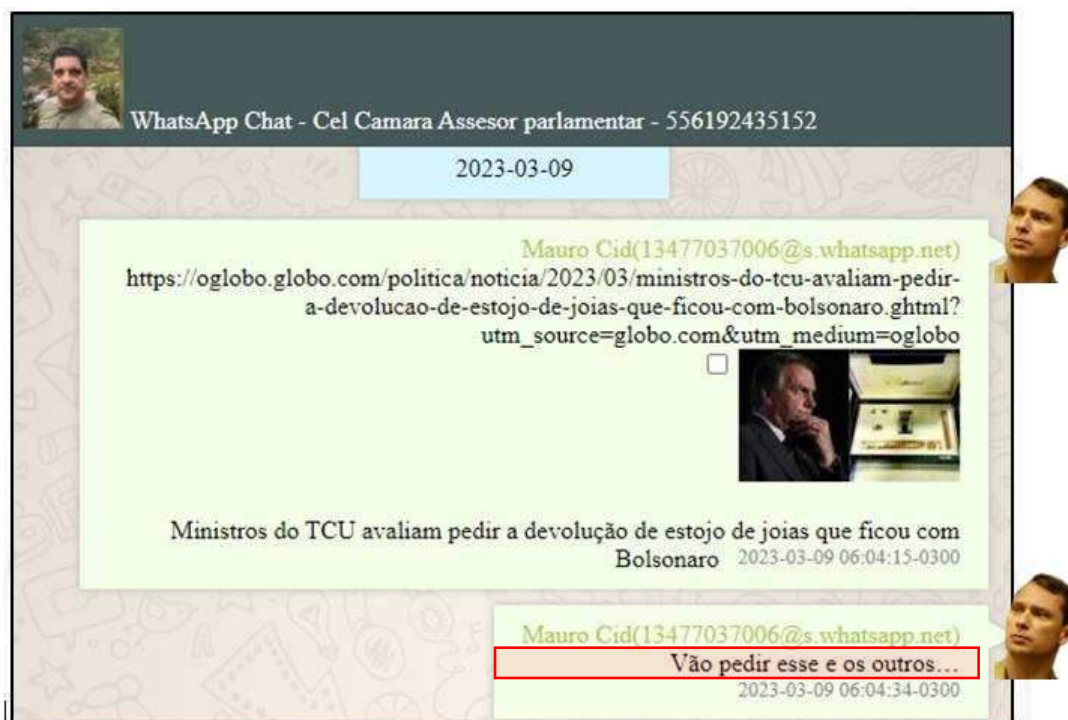 WhatsApp Chat - Cel Camara Assesor parlamentar - 556192435152
2023-03-09
Mauro Cid(13477037006@s.whatsapp.net)
https://oglobo.globo.com/politica/noticia/2023/03/ministros-do-tcu-avaliam-pedir-
a-devolucao-de-estojo-de-joias-que-ficou-com-bolsonaro.ghtml?
utm_source=globo.com&utm_medium=oglobo
Ministros do TCU avaliam pedir a devolução de estojo de joias que ficou com
Bolsonaro 2023-03-09 06:04:15-0300
Mauro Cid(13477037006@s.whatsapp.net)
Vão pedir esse e os outros…
2023-03-09 06:04:34-0300